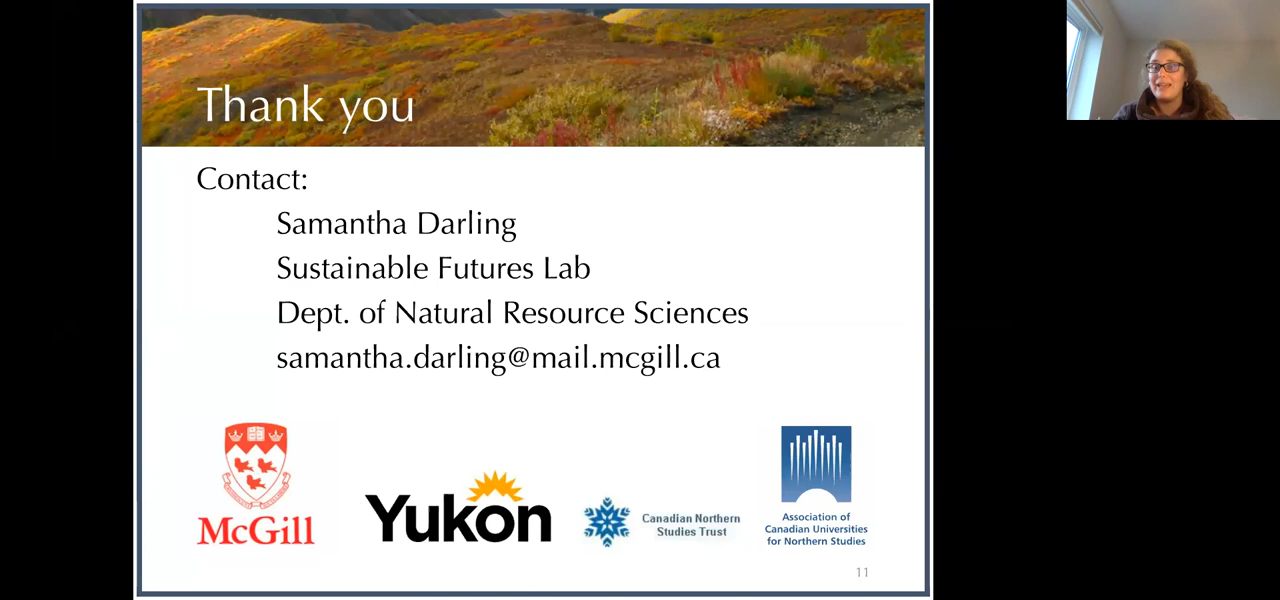 Thank you
Contact:
Samantha Darling
Sustainable Futures Lab
Dept. of Natural Resource Sciences
samantha.darling@mail.mcgill.ca
McGill
Yukon
Canadian Northern
Studies Trust
Association of
Canadian Universities
for Northern Studies
11